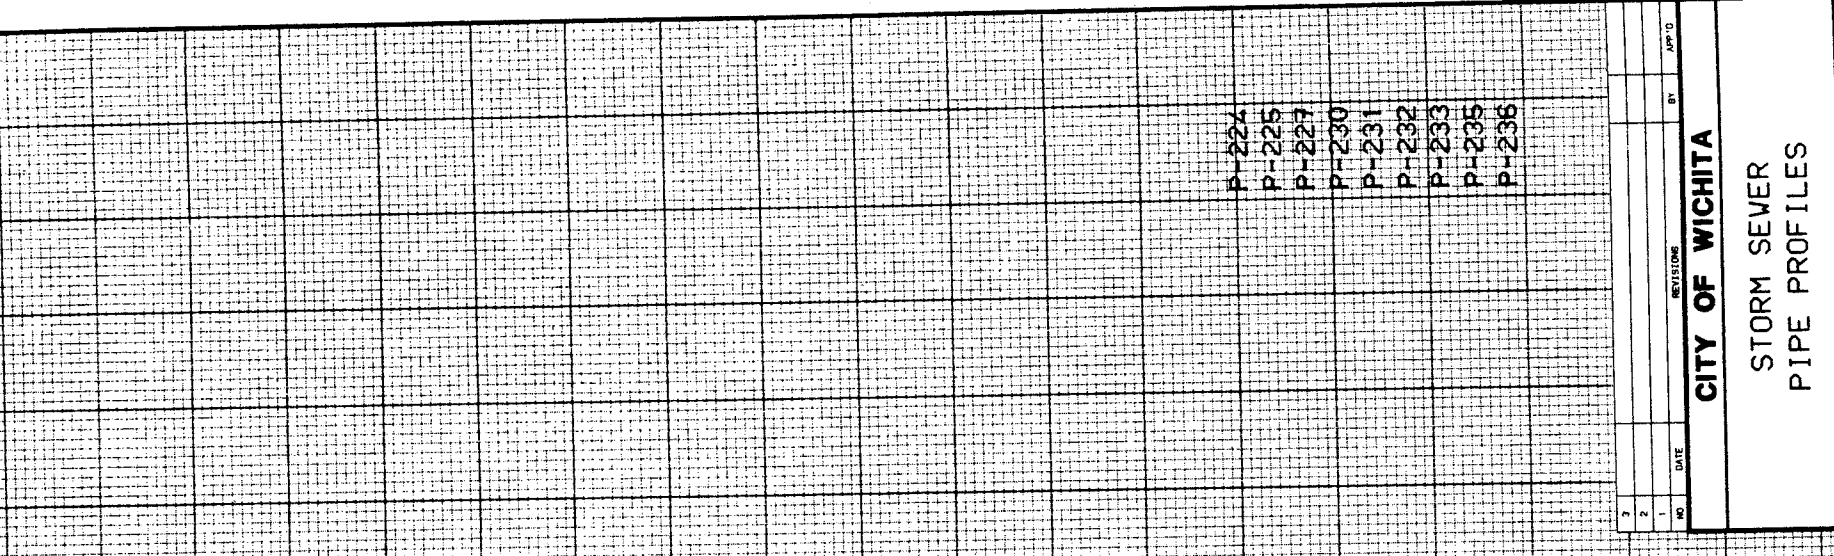 P-224
P-225
P-227
P-230
P-231
P-232
P-233
P-235
P-236
3
2
1
NO DATE REVISIONS BY APP'D
CITY OF WICHITA
STORM SEWER
PIPE PROFILES